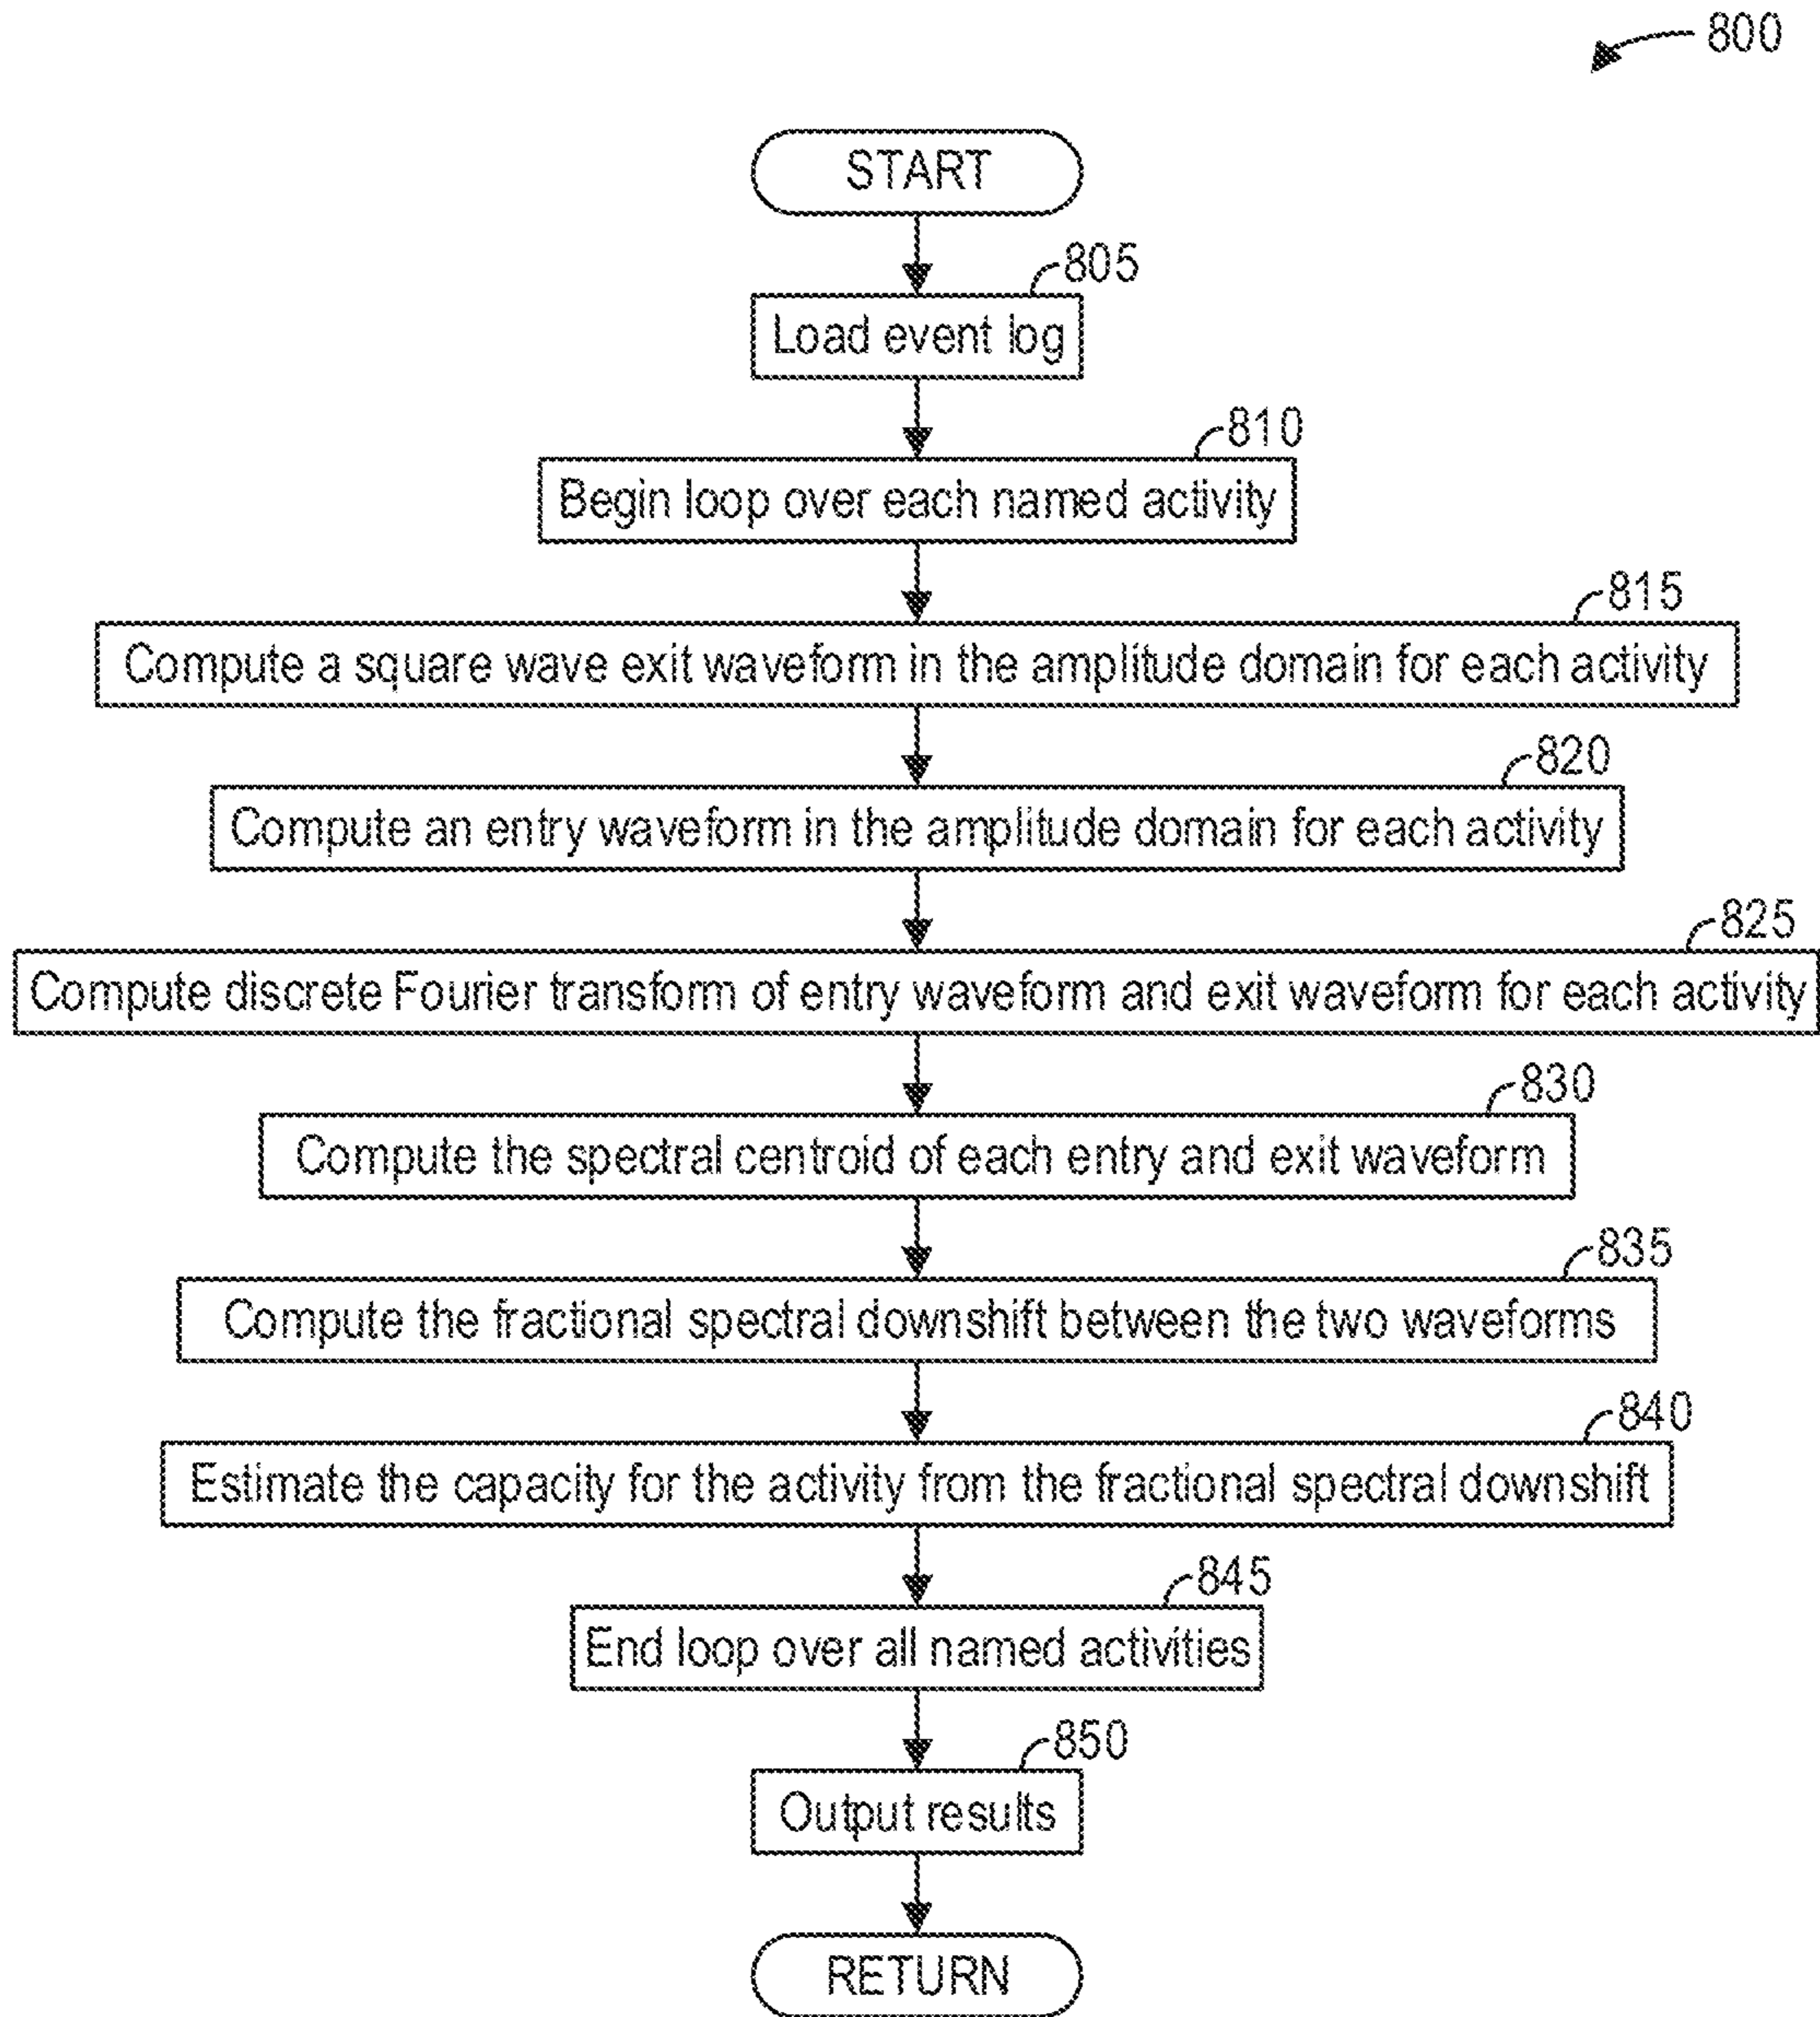 800
START
805
Load event log
810
Begin loop over each named activity
815
Compute a square wave exit waveform in the amplitude domain for each activity
820
Compute an entry waveform in the amplitude domain for each activity
825
Compute discrete Fourier transform of entry waveform and exit waveform for each activity
830
Compute the spectral centroid of each entry and exit waveform
835
Compute the fractional spectral downshift between the two waveforms
840
Estimate the capacity for the activity from the fractional spectral downshift
845
End loop over all named activities
850
Output results
RETURN